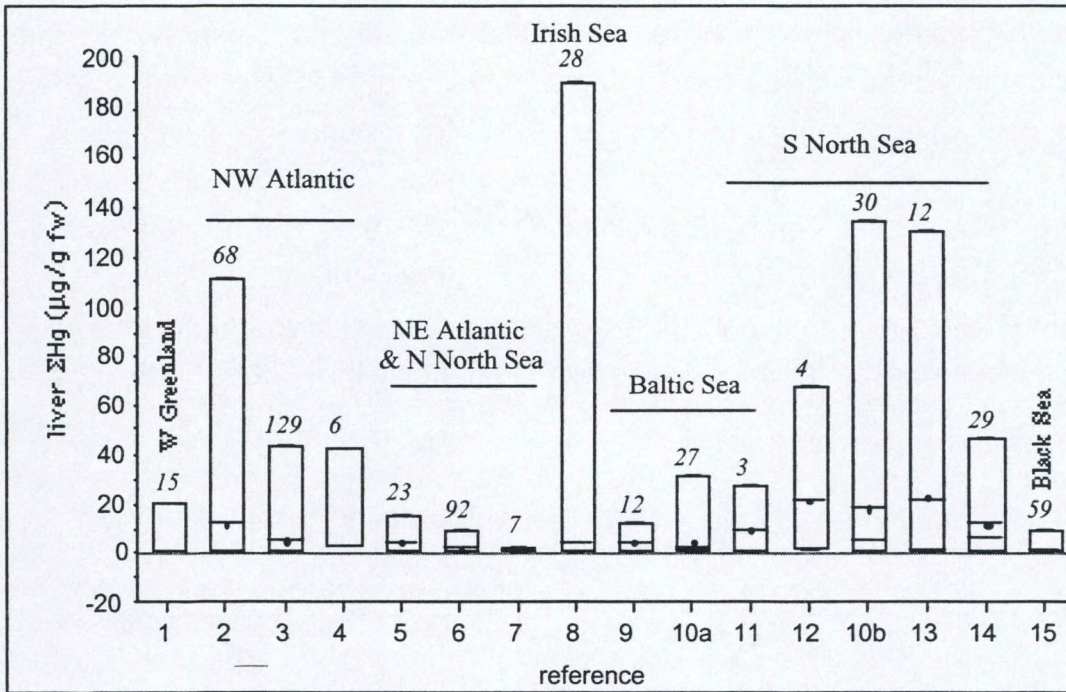 Irish Sea
28
200
180
160
140
120
100
80
60
40
20
0
-20
liver ΣHg (µg/g fw)
S North Sea
NW Atlantic
30
12
68
NE Atlantic
& N North Sea
W Greenland
Baltic Sea
4
129
6
27
3
29
15
23
92
7
12
59
Black Sea
1 2 3 4 5 6 7 8 9 10a 11 12 10b 13 14 15
reference